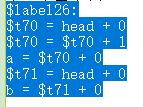 $label26:
$t70 = head + 0
$t70 = $t70 + 1
a = $t70 + 0
$t71 = head + 0
b = $t71 + 0